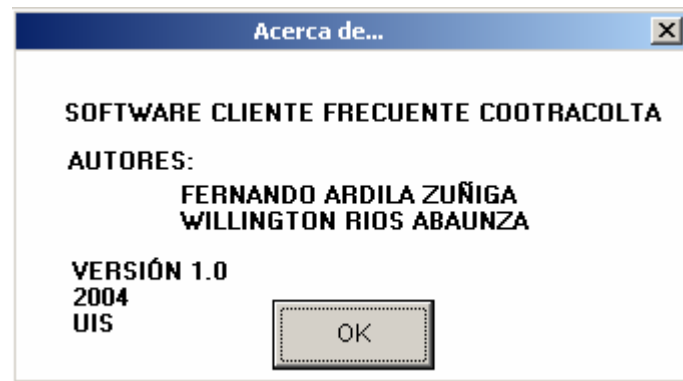 Acerca de...
SOFTWARE CLIENTE FRECUENTE COOTRACOLTA
AUTORES:
FERNANDO ARDILA ZUÑIGA
WILLINGTON RIOS ABAUNZA
VERSIÓN 1.0
2004
UIS
OK